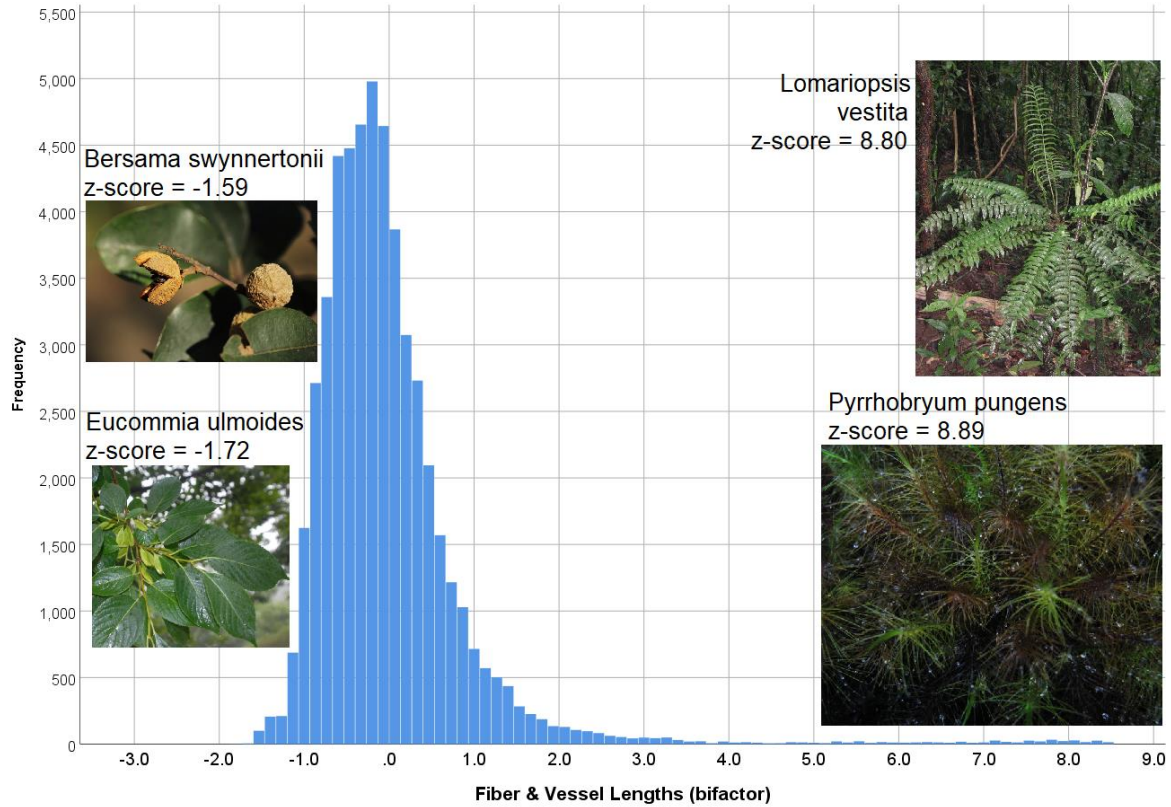 5,500
5,000
4,500
4,000
3,500
3,000
2,500
2,000
1,500
1,000
500
0
Frequency
Bersama swynnertonii
z-score = -1.59
Eucommia ulmoides
z-score = -1.72
Lomariopsis
vestita
z-score = 8.80
Pyrrhobryum pungens
z-score = 8.89
-3.0 -2.0 -1.0 .0 1.0 2.0 3.0 4.0 5.0 6.0 7.0 8.0 9.0
Fiber & Vessel Lengths (bifactor)